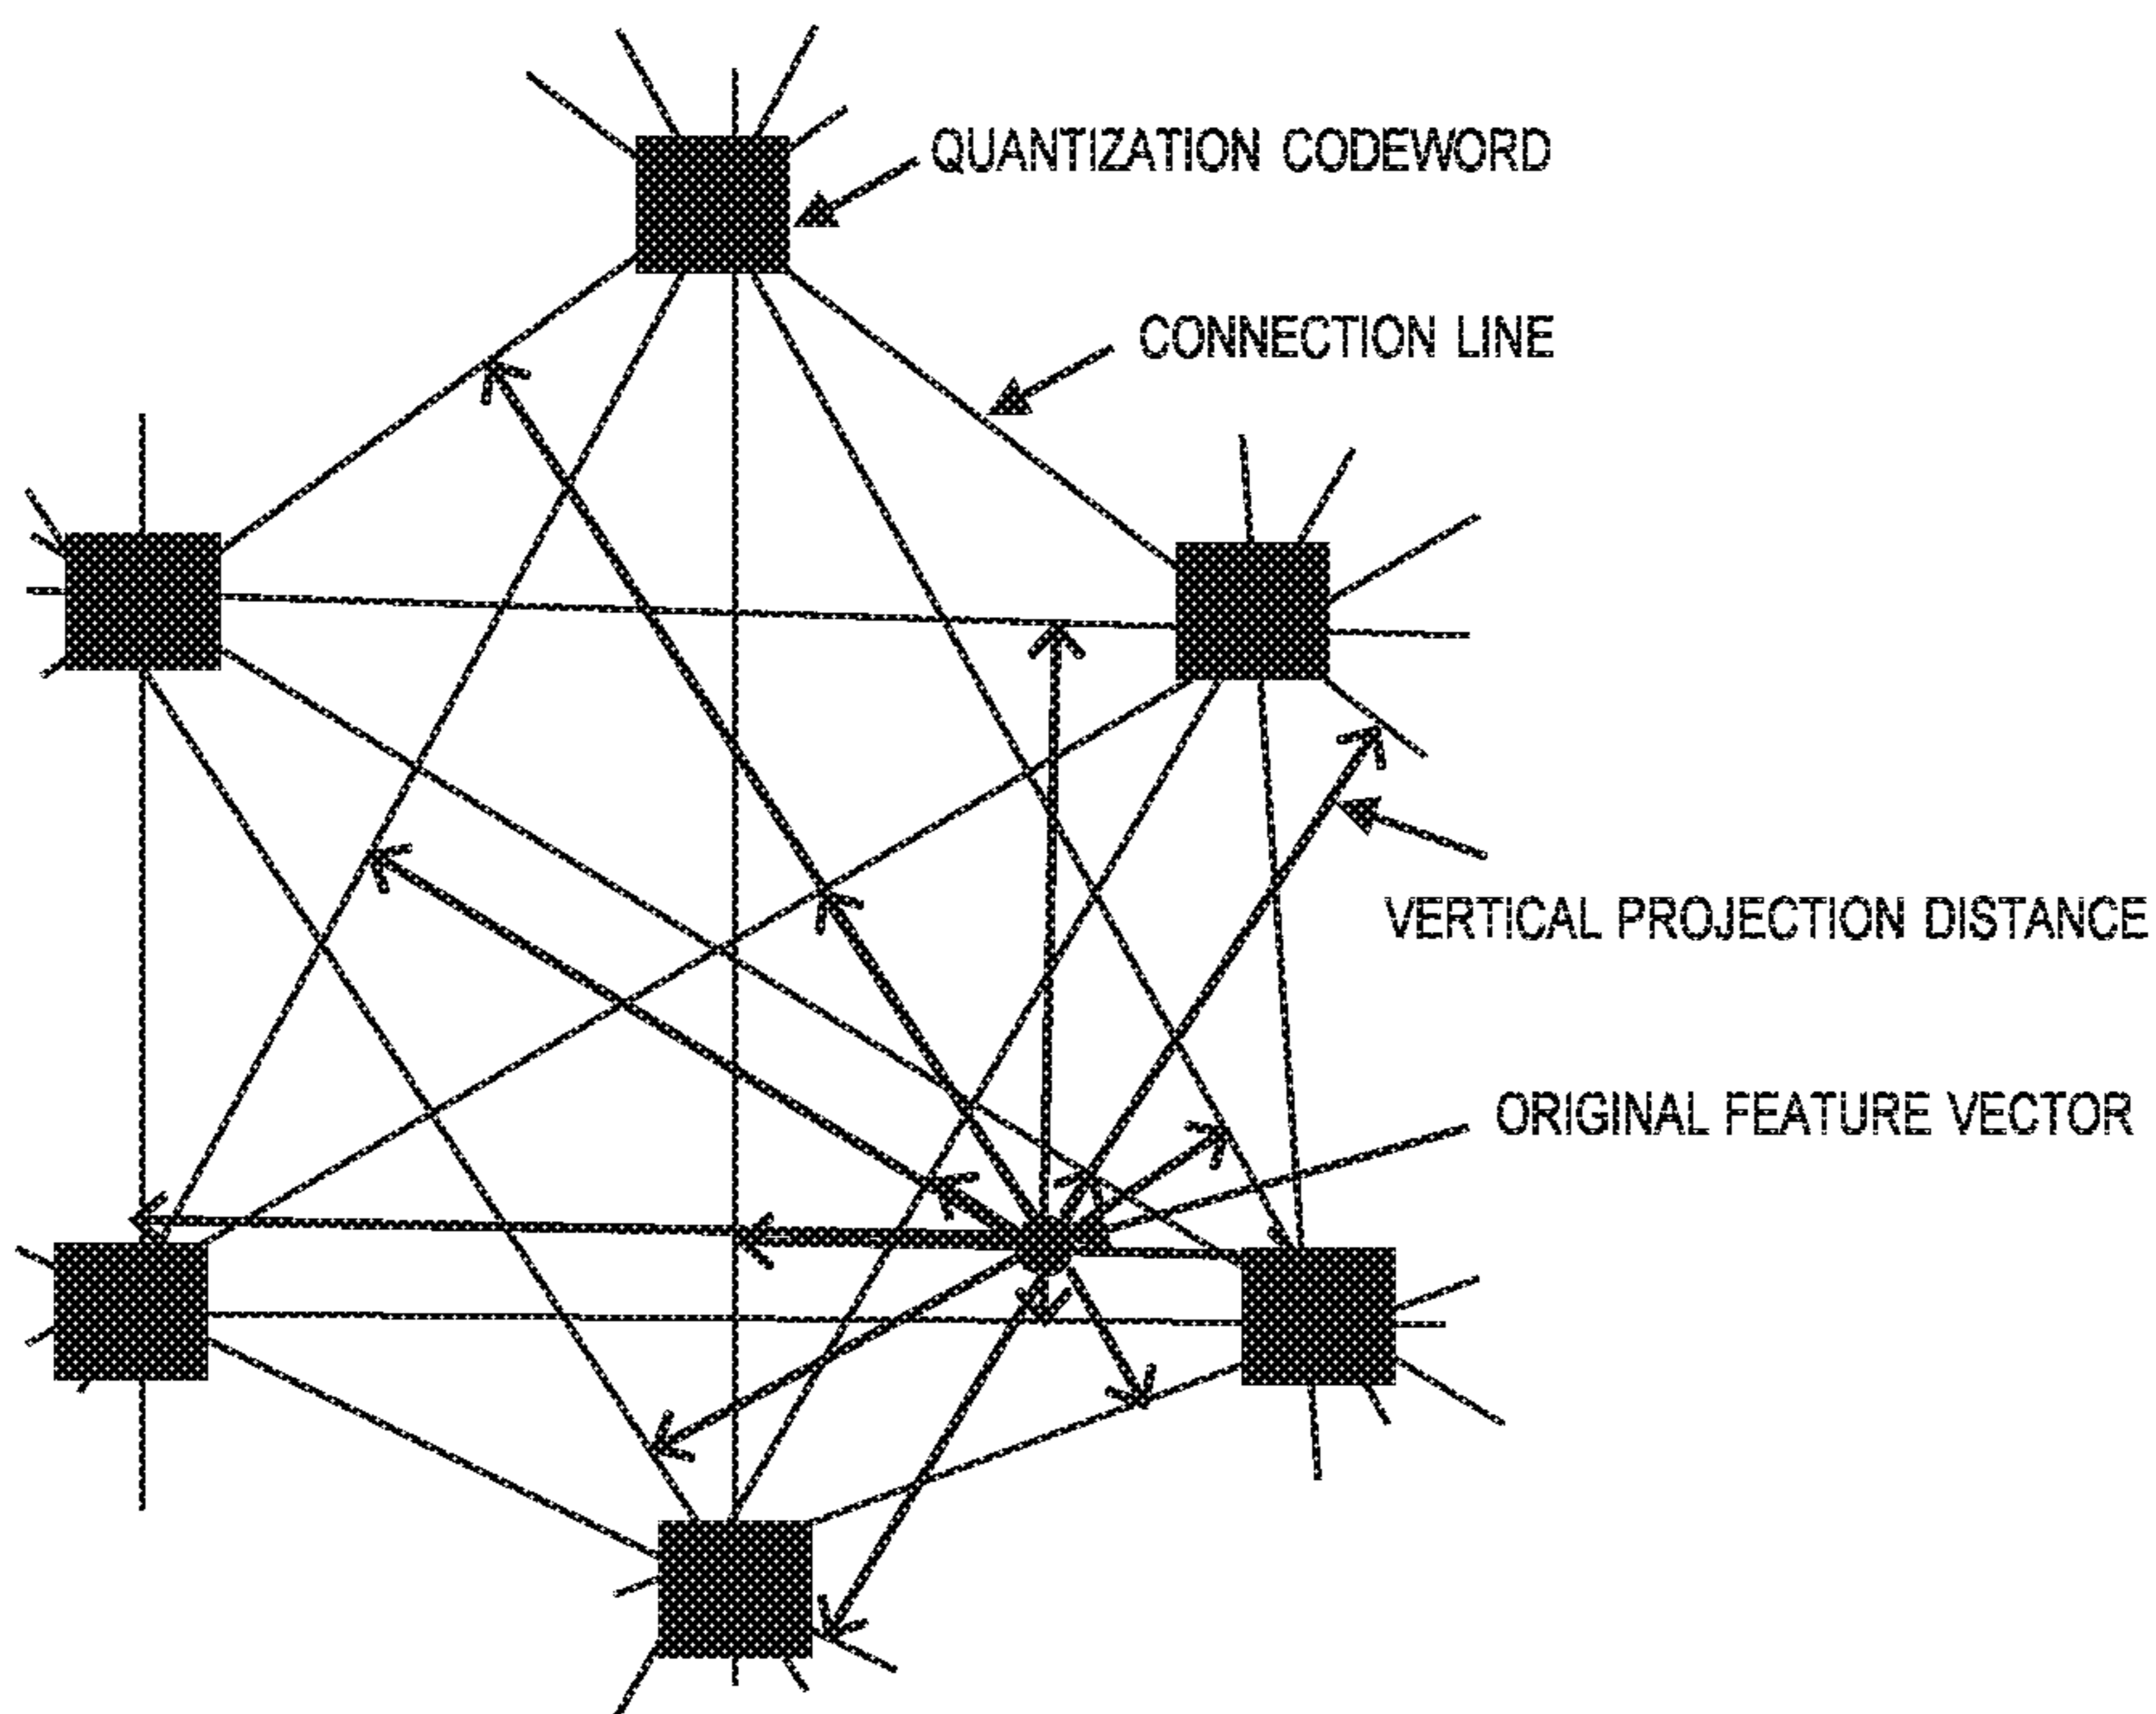 QUANTIZATION CODEWORD
CONNECTION LINE
VERTICAL PROJECTION DISTANCE
ORIGINAL FEATURE VECTOR